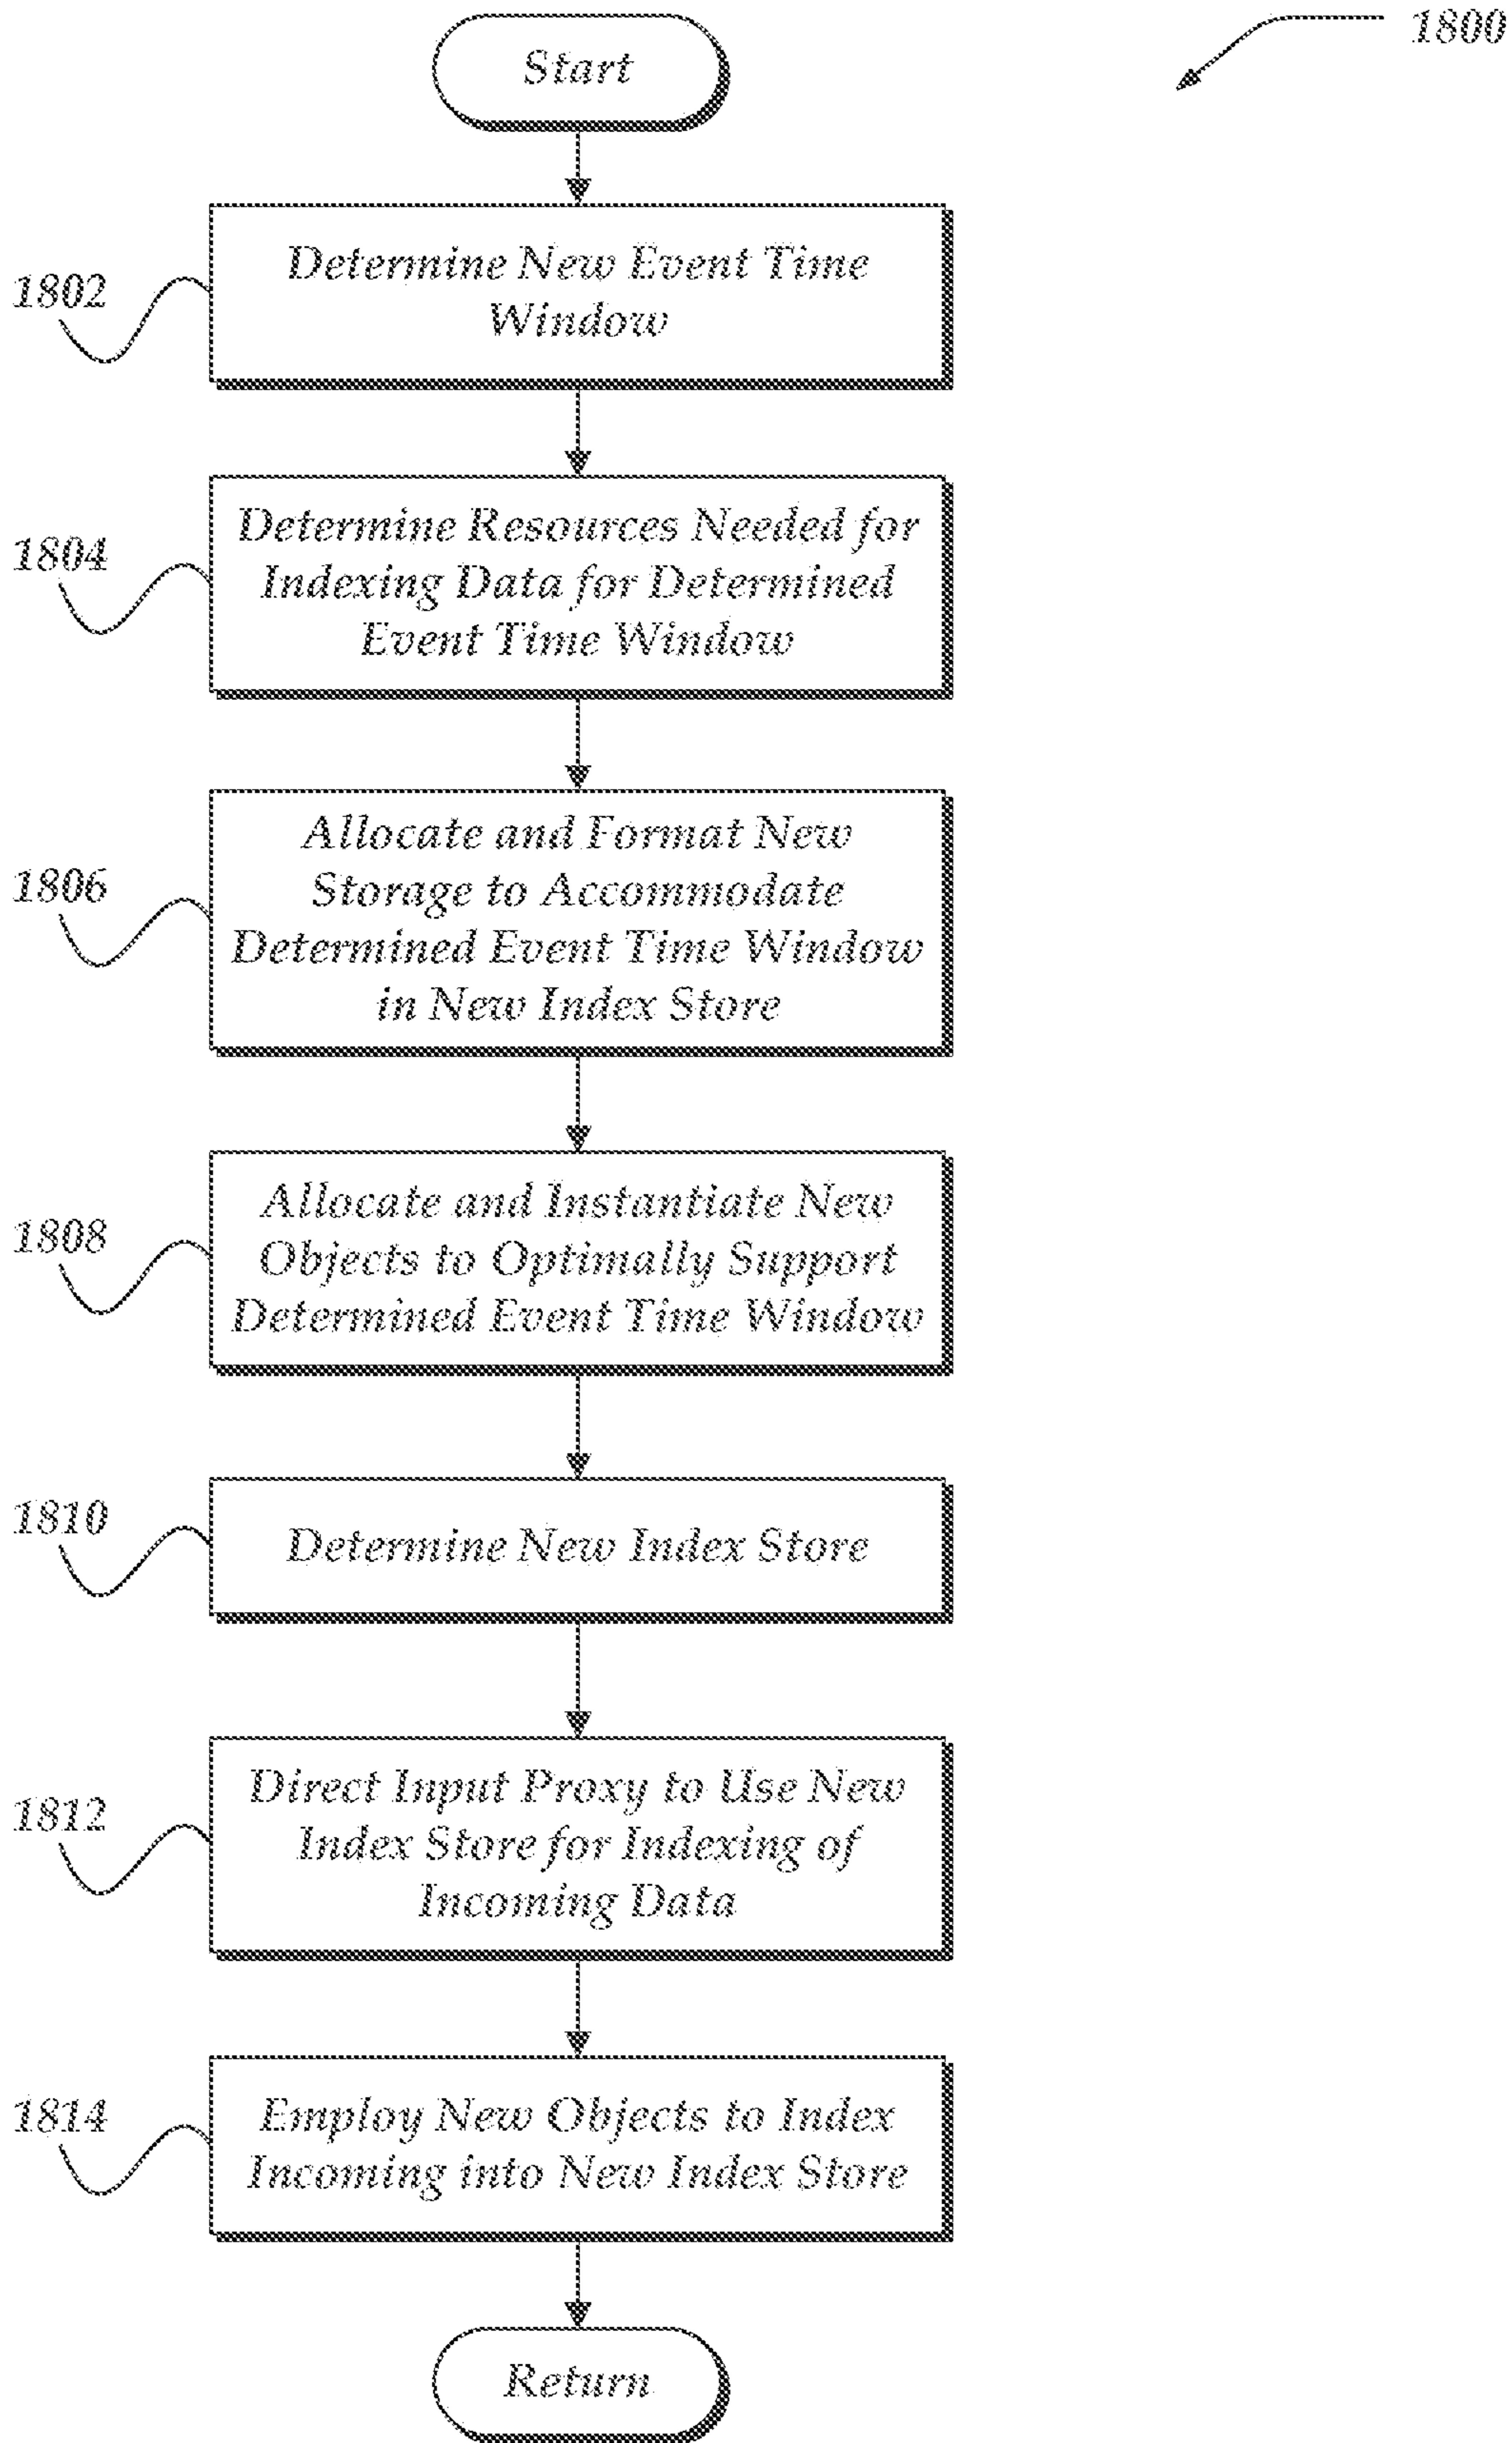 1800
Start
1802
Determine New Event Time
Window
1804
Determine Resources Needed for
Indexing Data for Determined
Event Time Window
1806
Allocate and Format New
Storage to Accommodate
Determined Event Time Window
in New Index Store
1808
Allocate and Instantiate New
Objects to Optimally Support
Determined Event Time Window
1810
Determine New Index Store
1812
Direct Input Proxy to Use New
Index Store for Indexing of
Incoming Data
1814
Employ New Objects to Index
Incoming into New Index Store
Return